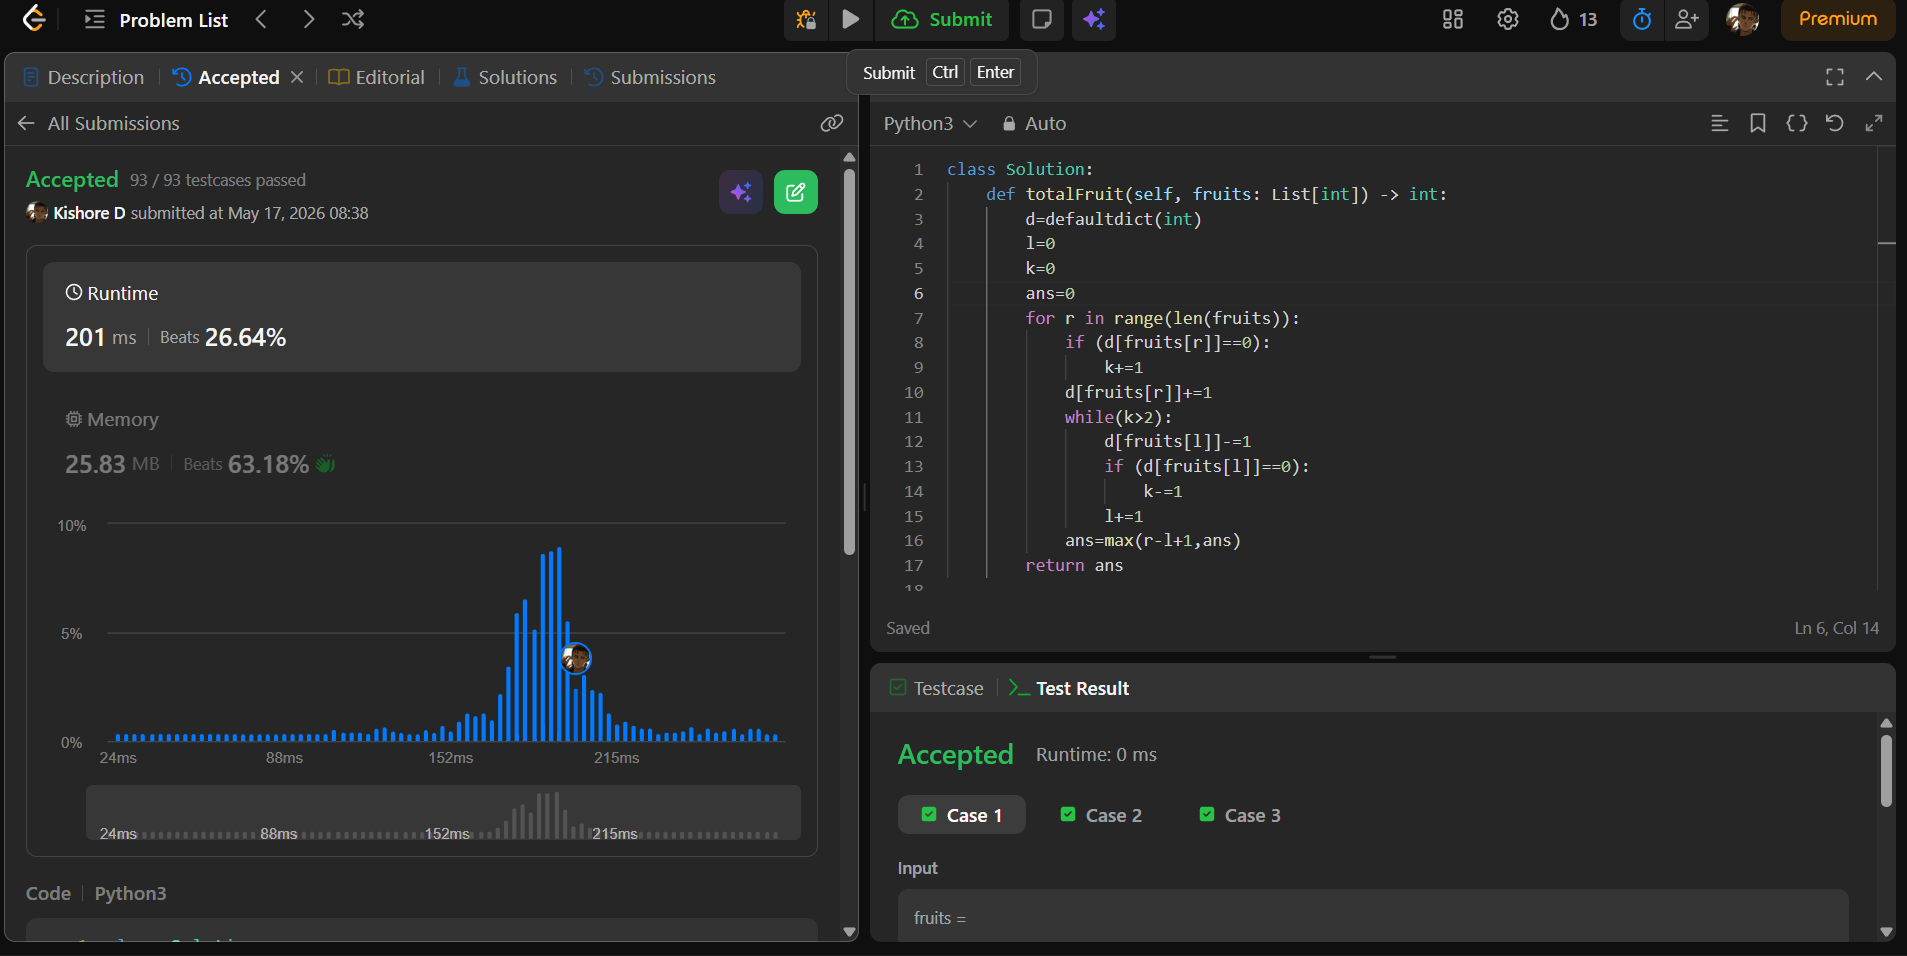 Problem List
Submit
13
Premium
Submit Ctrl Enter
Description
Accepted
Editorial
Solutions
Submissions
All Submissions
Accepted 93 / 93 testcases passed
Kishore D submitted at May 17, 2026 08:38
Runtime
201 ms Beats 26.64%
Memory
25.83 MB Beats 63.18%
10%
5%
0%
24ms 88ms 152ms 215ms
24ms 88ms 152ms 215ms
Code Python3
Python3 Auto
1 class Solution:
2 def totalFruit(self, fruits: List[int]) -> int:
3 d=defaultdict(int)
4 l=0
5 k=0
6 ans=0
7 for r in range(len(fruits)):
8 if (d[fruits[r]]==0):
9 k+=1
10 d[fruits[r]]+=1
11 while(k>2):
12 d[fruits[l]]-=1
13 if (d[fruits[l]]==0):
14 k-=1
15 l+=1
16 ans=max(r-l+1,ans)
17 return ans
18
Saved
Ln 6, Col 14
Testcase
Test Result
Accepted Runtime: 0 ms
Case 1 Case 2 Case 3
Input
fruits =